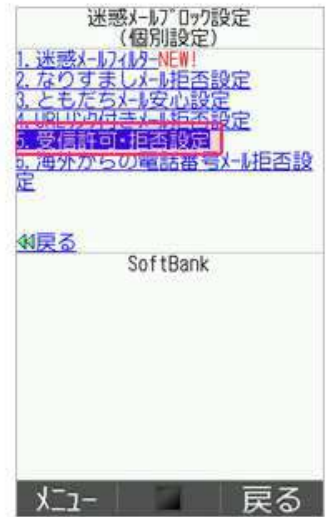 迷惑メールブロック設定
(個別設定)
1. 迷惑メールフィルターNEW!
2. なりすましメール拒否設定
3. ともだちメール安心設定
4. URLリンク付きメール拒否設定
5. 受信許可・拒否設定
6. 海外からの電話番号メール拒否設
定
戻る
SoftBank
メニュー 戻る